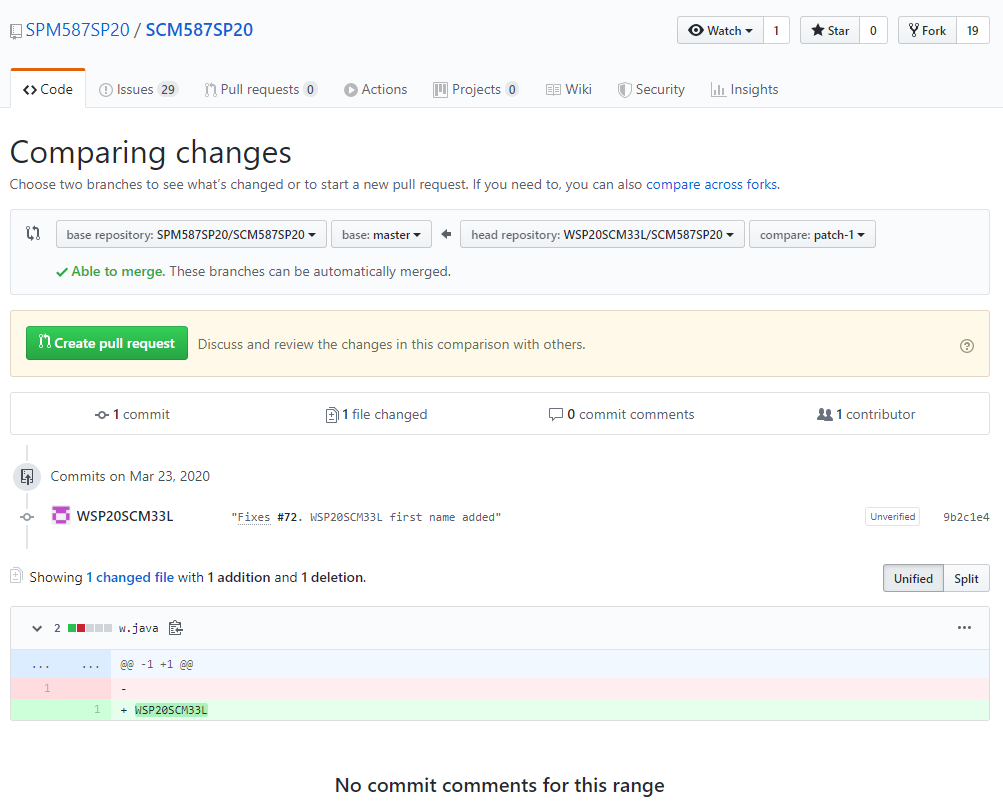 SPM587SP20 / SCM587SP20 Watch 1 Star 0 Fork 19
Code Issues 29 Pull requests 0 Actions Projects 0 Wiki Security Insights
Comparing changes
Choose two branches to see what's changed or to start a new pull request. If you need to, you can also compare across forks.
base repository: SPM587SP20/SCM587SP20 base: master head repository: WSP20SCM33L/SCM587SP20 compare: patch-1
Able to merge. These branches can be automatically merged.
Create pull request Discuss and review the changes in this comparison with others.
1 commit 1 file changed 0 commit comments 1 contributor
Commits on Mar 23, 2020
WSP20SCM33L "Fixes #72. WSP20SCM33L first name added" Unverified 9b2c1e4
Showing 1 changed file with 1 addition and 1 deletion. Unified Split
2 w.java
... ... @@ -1 +1 @@
1 -
1 + WSP20SCM33L
No commit comments for this range